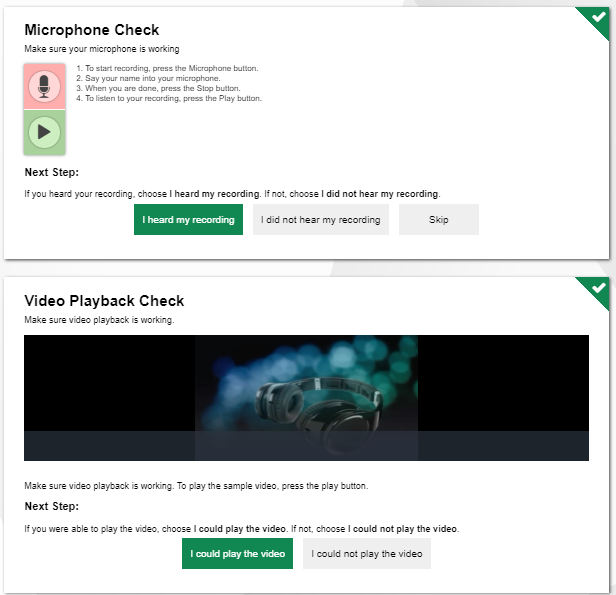 Microphone Check
Make sure your microphone is working
1. To start recording, press the Microphone button.
2. Say your name into your microphone.
3. When you are done, press the Stop button.
4. To listen to your recording, press the Play button.
Next Step:
If you heard your recording, choose I heard my recording. If not, choose I did not hear my recording.
I heard my recording
I did not hear my recording
Skip
Video Playback Check
Make sure video playback is working.
Make sure video playback is working. To play the sample video, press the play button.
Next Step:
If you were able to play the video, choose I could play the video. If not, choose I could not play the video.
I could play the video
I could not play the video